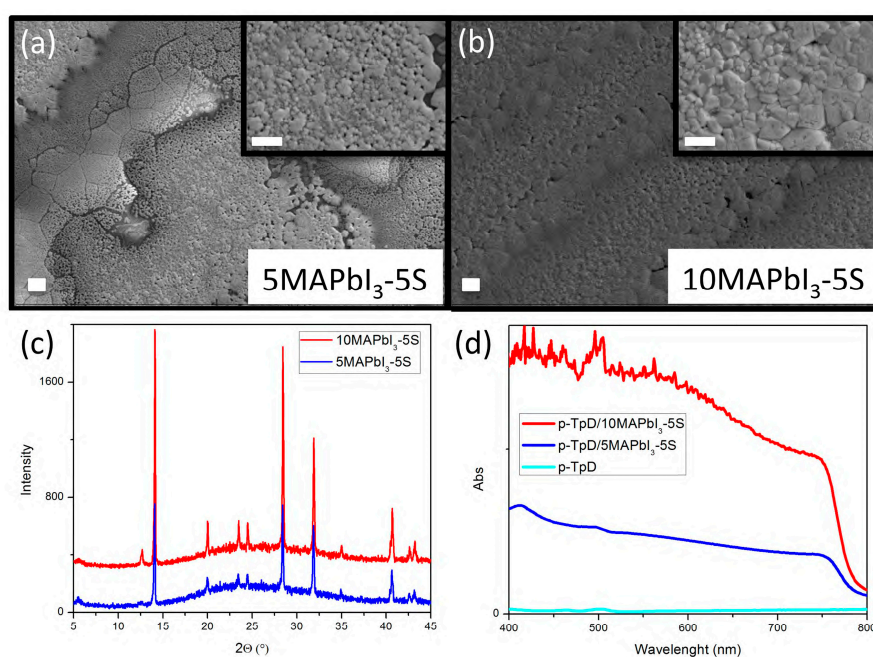 (a)
5MAPbI₃-5S
(b)
10MAPbI₃-5S
(c)
10MAPbI₃-5S
5MAPbI₃-5S
Intensity
1600
800
0
5 10 15 20 25 30 35 40 45
2Θ (°)
(d)
p-TpD/10MAPbI₃-5S
p-TpD/5MAPbI₃-5S
p-TpD
Abs
0
400 500 600 700 800
Wavelenght (nm)